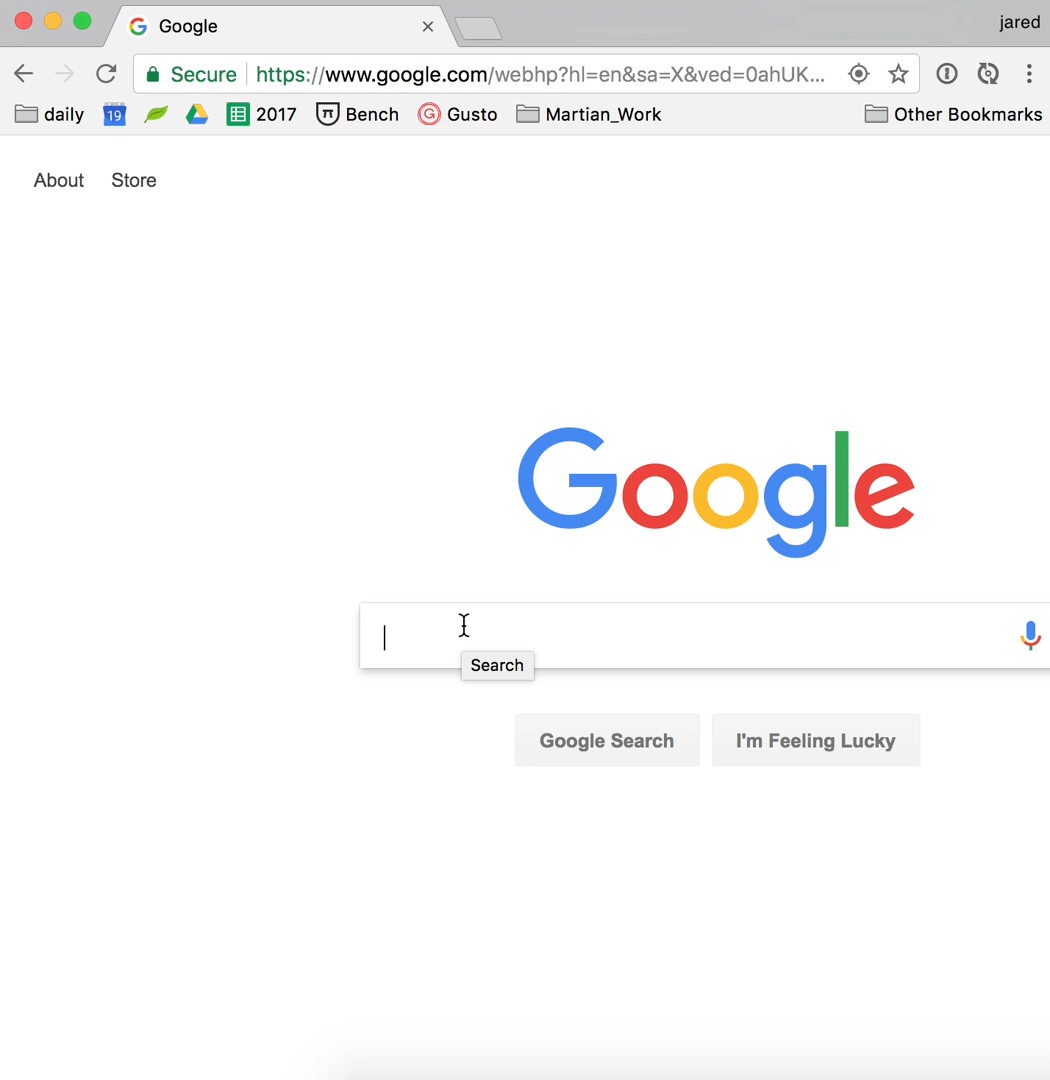 Google
jared
Secure https://www.google.com/webhp?hl=en&sa=X&ved=0ahUK...
daily 19 2017 Bench G Gusto Martian_Work Other Bookmarks
About Store
Google
Search
Google Search I'm Feeling Lucky